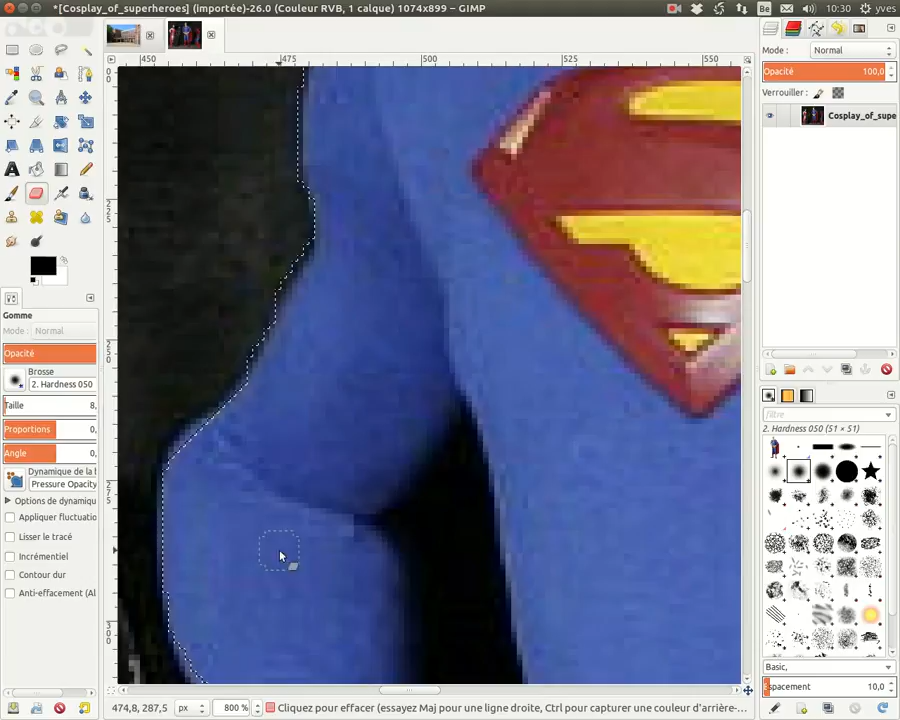 *[Cosplay_of_superheroes] (importée)-26.0 (Couleur RVB, 1 calque) 1074x899 – GIMP
Be
10:30
yves
450
475
500
525
550
Mode :
Normal
Opacité
100,0
Verrouiller :
Cosplay_of_supe
Gomme
Mode :
Normal
Opacité
Brosse
2. Hardness 050
Taille
8,
Proportions
0,
Angle
0,
Dynamique de la b
Pressure Opacity
Options de dynamiqu
Appliquer fluctuatio
Lisser le tracé
Incrémentiel
Contour dur
Anti-effacement (Al
filtre
2. Hardness 050 (51 × 51)
Basic,
Espacement
10,0
474,8, 287,5
px
800 %
Cliquez pour effacer (essayez Maj pour une ligne droite, Ctrl pour capturer une couleur d'arrière-...